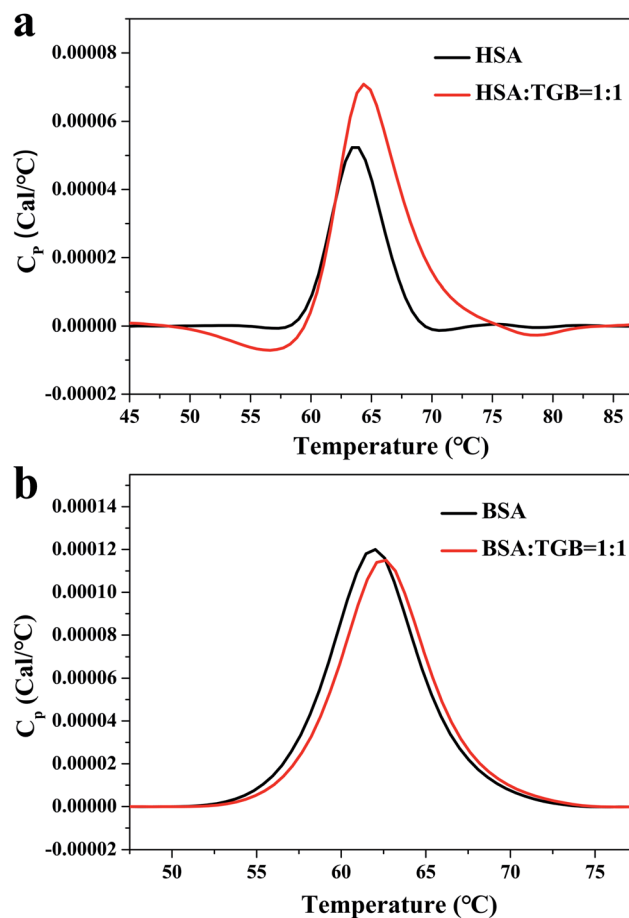 a
HSA
HSA:TGB=1:1
0.00008
0.00006
0.00004
0.00002
0.00000
-0.00002
C_P (Cal/°C)
45 50 55 60 65 70 75 80 85
Temperature (°C)
b
BSA
BSA:TGB=1:1
0.00014
0.00012
0.00010
0.00008
0.00006
0.00004
0.00002
0.00000
-0.00002
C_p (Cal/°C)
50 55 60 65 70 75
Temperature (°C)